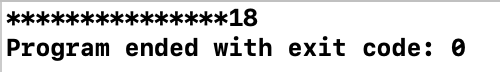 ***************18
Program ended with exit code: 0